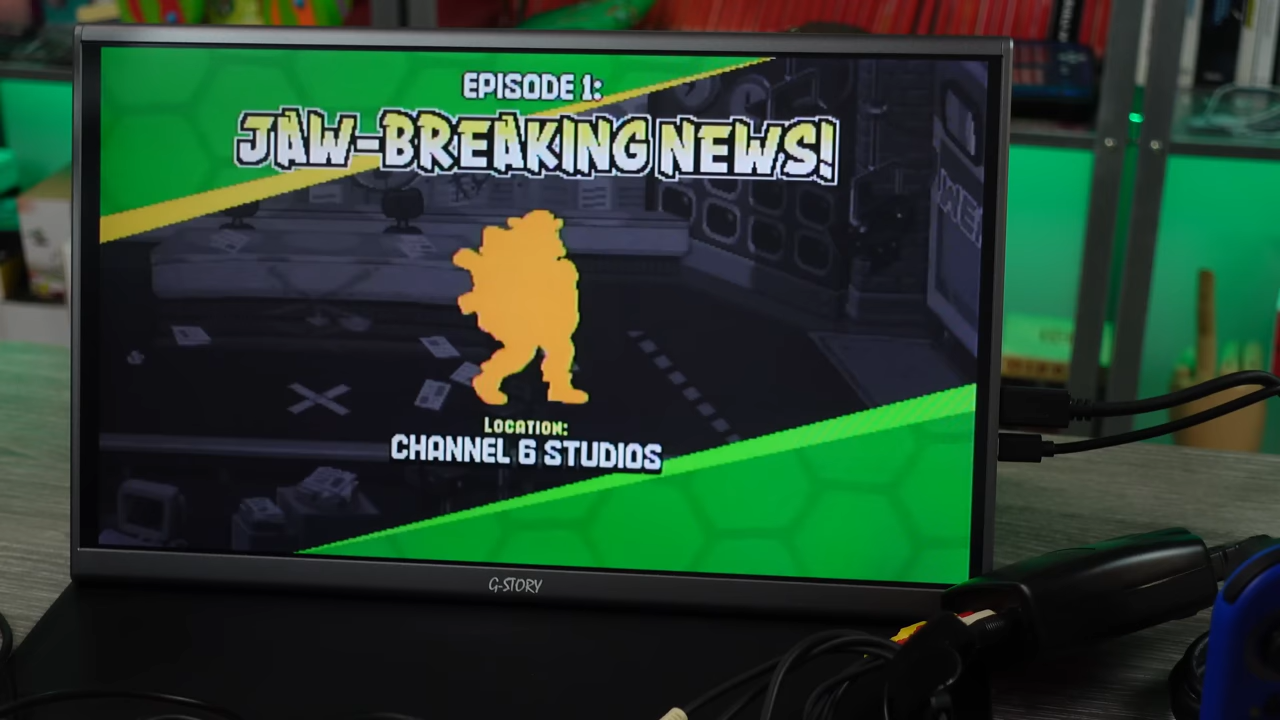 EPISODE 1:
JAW-BREAKING NEWS!
LOCATION:
CHANNEL 6 STUDIOS
G-STORY